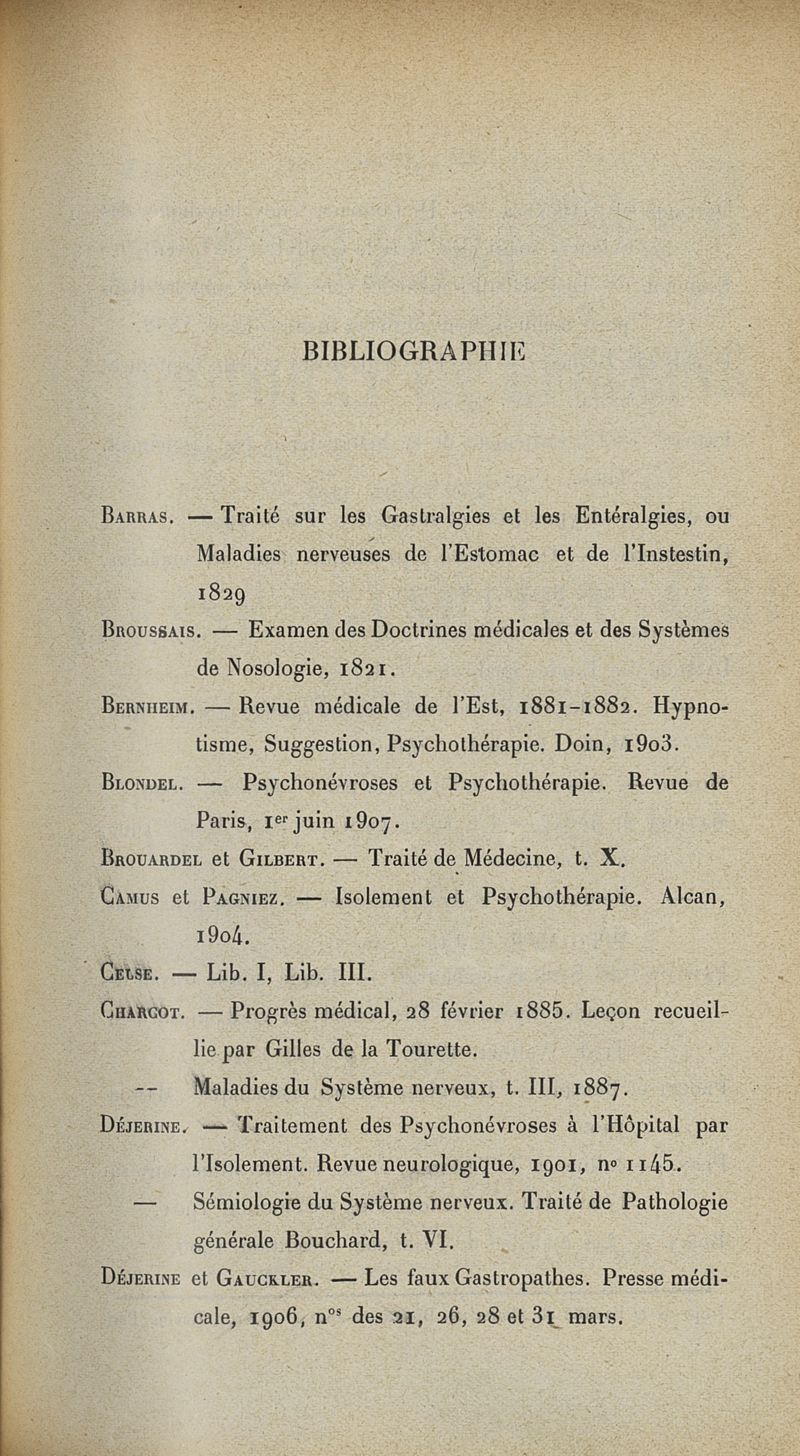 BIBLIOGRAPHIE
BARRAS. — Traité sur les Gastralgies et les Entéralgies, ou
Maladies nerveuses de l'Estomac et de l'Instestin,
1829
BROUSSAIS. — Examen des Doctrines médicales et des Systèmes
de Nosologie, 1821.
BERNHEIM. — Revue médicale de l'Est, 1881-1882. Hypno-
tisme, Suggestion, Psychothérapie. Doin, 1903.
BLONDEL. — Psychonévroses et Psychothérapie. Revue de
Paris, 1er juin 1907.
BROUARDEL et GILBERT. — Traité de Médecine, t. X.
CAMUS et PAGNIEZ. — Isolement et Psychothérapie. Alcan,
1904.
CELSE. — Lib. I, Lib. III.
CHARCOT. — Progrès médical, 28 février 1885. Leçon recueil-
lie par Gilles de la Tourette.
— Maladies du Système nerveux, t. III, 1887.
DÉJERINE. — Traitement des Psychonévroses à l'Hôpital par
l'Isolement. Revue neurologique, 1901, n° 1145.
— Sémiologie du Système nerveux. Traité de Pathologie
générale Bouchard, t. VI.
DÉJERINE et GAUCKLER. — Les faux Gastropathes. Presse médi-
cale, 1906, nos des 21, 26, 28 et 31 mars.